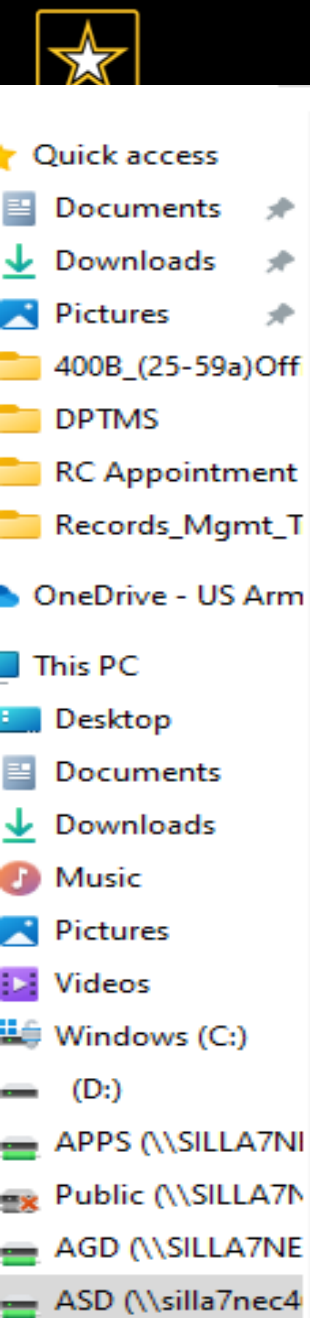 Quick access
Documents
Downloads
Pictures
400B_(25-59a)Off
DPTMS
RC Appointment
Records_Mgmt_T
OneDrive - US Arm
This PC
Desktop
Documents
Downloads
Music
Pictures
Videos
Windows (C:)
(D:)
APPS (\\SILLA7NI
Public (\\SILLA7N
AGD (\\SILLA7NE
ASD (\\silla7nec4